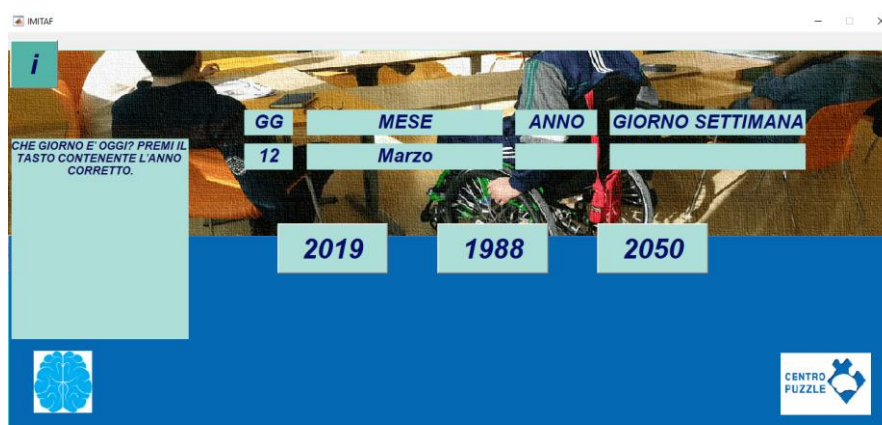 IMITAF
i
GG MESE ANNO GIORNO SETTIMANA
12 Marzo
CHE GIORNO E' OGGI? PREMI IL
TASTO CONTENENTE L'ANNO
CORRETTO.
2019 1988 2050
CENTRO
PUZZLE